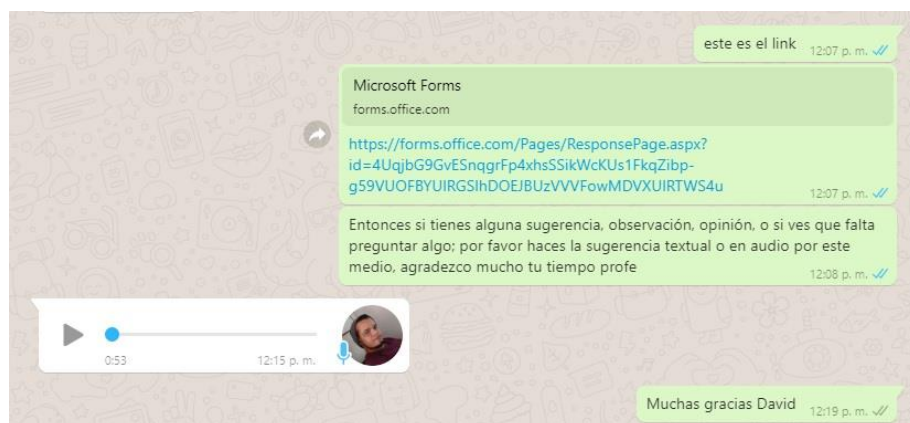 este es el link
12:07 p. m.
Microsoft Forms
forms.office.com
https://forms.office.com/Pages/ResponsePage.aspx?
id=4UqjbG9GvESnqgrFp4xhsSSikWcKUs1FkqZibp-
g59VUOFBYUlRGSlhDOEJBUzVVVFowMDVXUlRTWS4u
12:07 p. m.
Entonces si tienes alguna sugerencia, observación, opinión, o si ves que falta
preguntar algo; por favor haces la sugerencia textual o en audio por este
medio, agradezco mucho tu tiempo profe
12:08 p. m.
0:53
12:15 p. m.
Muchas gracias David
12:19 p. m.